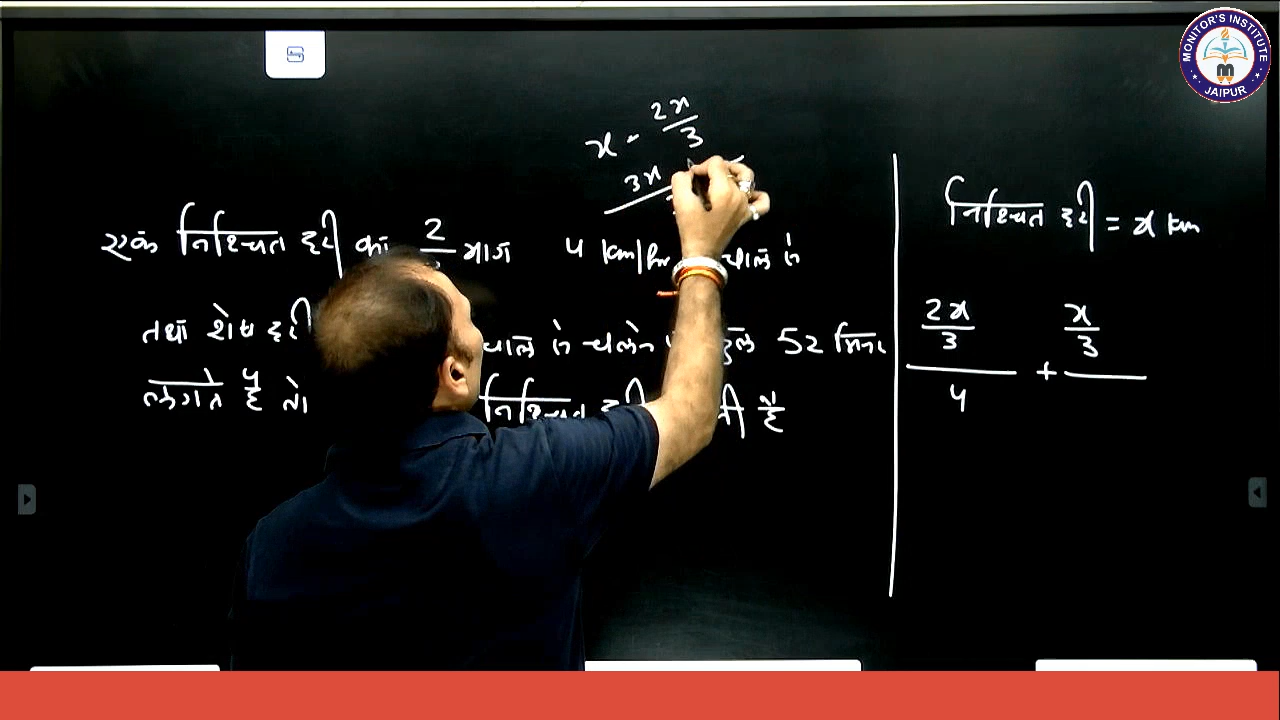 MONITOR'S INSTITUTE
JAIPUR
x - 2x/3
3x
एक निश्चित दूरी का 2 भाग 4 km/hr चाल से
तथा शेष दूरी चाल से चलने 52 मिनट
लगते है तो निश्चित है
निश्चित दूरी = x km
2x/3 x/3
+
4